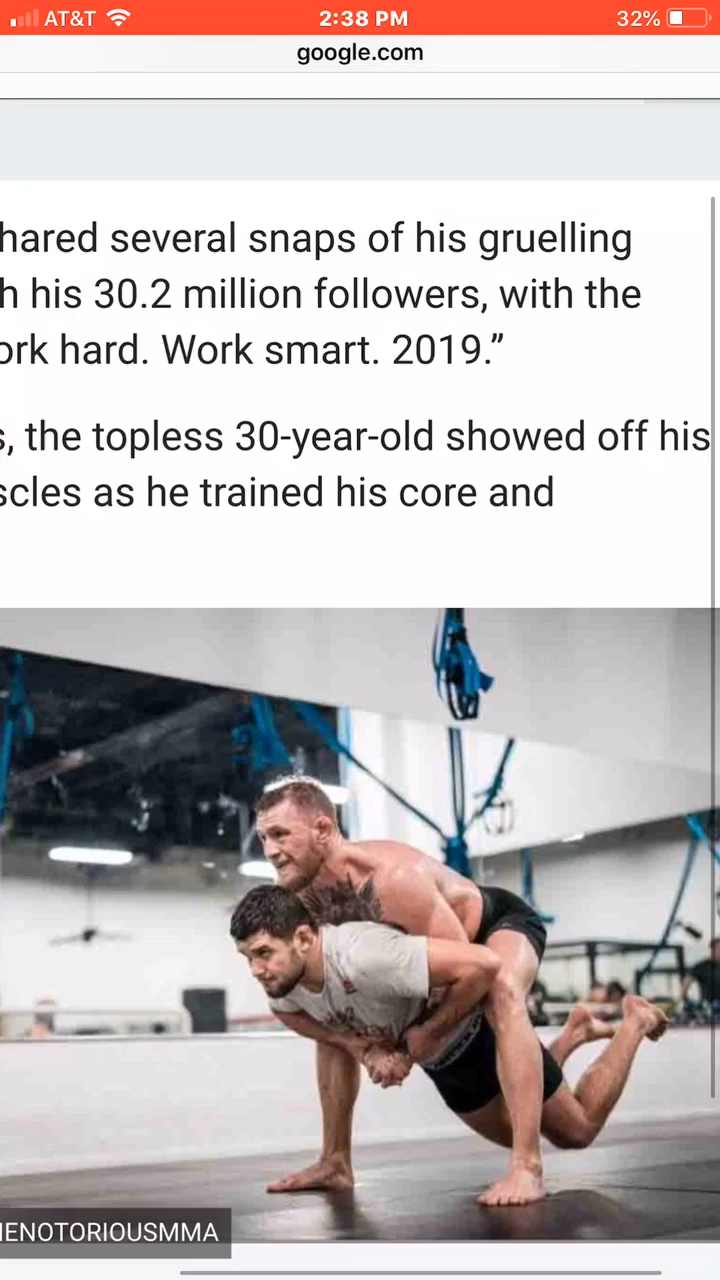 AT&T
2:38 PM
32%
google.com
hared several snaps of his gruelling
h his 30.2 million followers, with the
ork hard. Work smart. 2019.”
s, the topless 30-year-old showed off his
scles as he trained his core and
IENOTORIOUSMMA